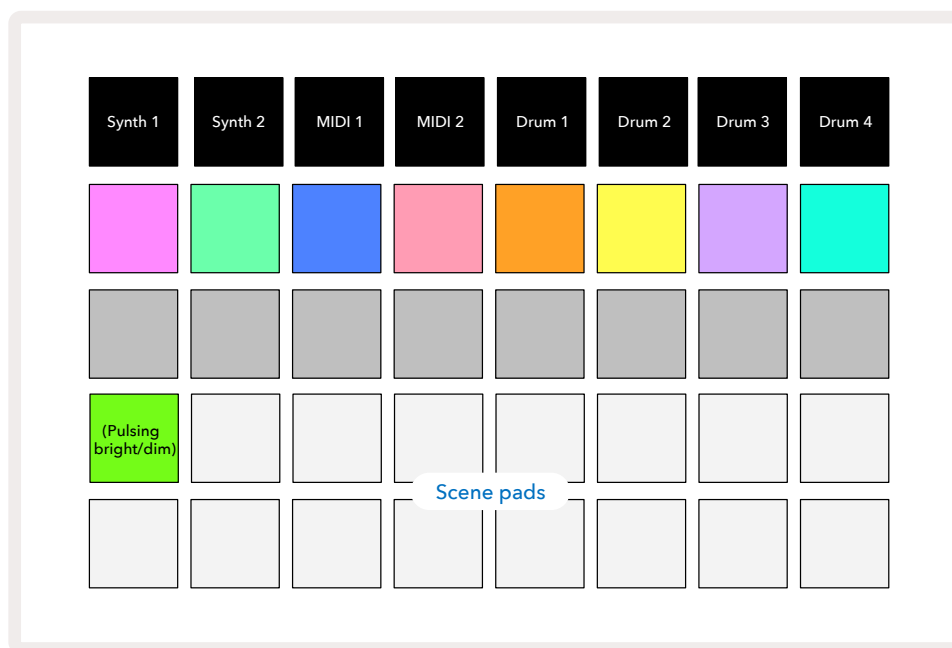 Synth 1
Synth 2
MIDI 1
MIDI 2
Drum 1
Drum 2
Drum 3
Drum 4
(Pulsing
bright/dim)
Scene pads